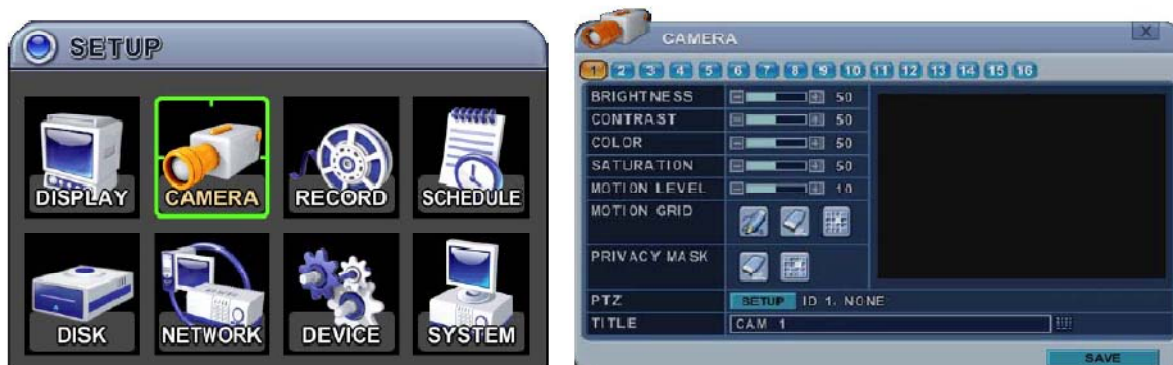 SETUP
DISPLAY CAMERA RECORD SCHEDULE
DISK NETWORK DEVICE SYSTEM
CAMERA X
1 2 3 4 5 6 7 8 9 10 11 12 13 14 15 16
BRIGHTNESS 50
CONTRAST 50
COLOR 50
SATURATION 50
MOTION LEVEL 10
MOTION GRID
PRIVACY MASK
PTZ SETUP ID 1. NONE
TITLE CAM 1
SAVE